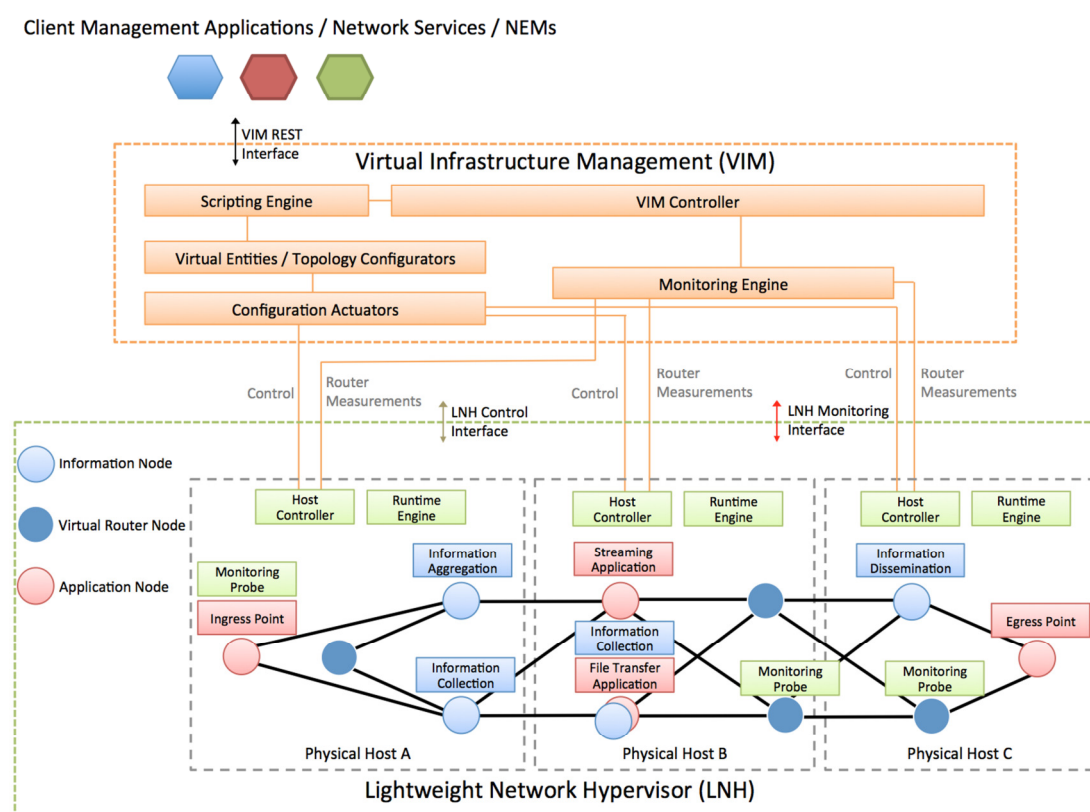 Client Management Applications / Network Services / NEMs
VIM REST
Interface
Virtual Infrastructure Management (VIM)
Scripting Engine
VIM Controller
Virtual Entities / Topology Configurators
Monitoring Engine
Configuration Actuators
Control
Router
Measurements
LNH Control
Interface
Control
Router
Measurements
LNH Monitoring
Interface
Control
Router
Measurements
Information Node
Virtual Router Node
Application Node
Host
Controller
Runtime
Engine
Information
Aggregation
Monitoring
Probe
Ingress Point
Information
Collection
Physical Host A
Host
Controller
Runtime
Engine
Streaming
Application
Information
Collection
File Transfer
Application
Monitoring
Probe
Physical Host B
Host
Controller
Runtime
Engine
Information
Dissemination
Egress Point
Monitoring
Probe
Physical Host C
Lightweight Network Hypervisor (LNH)